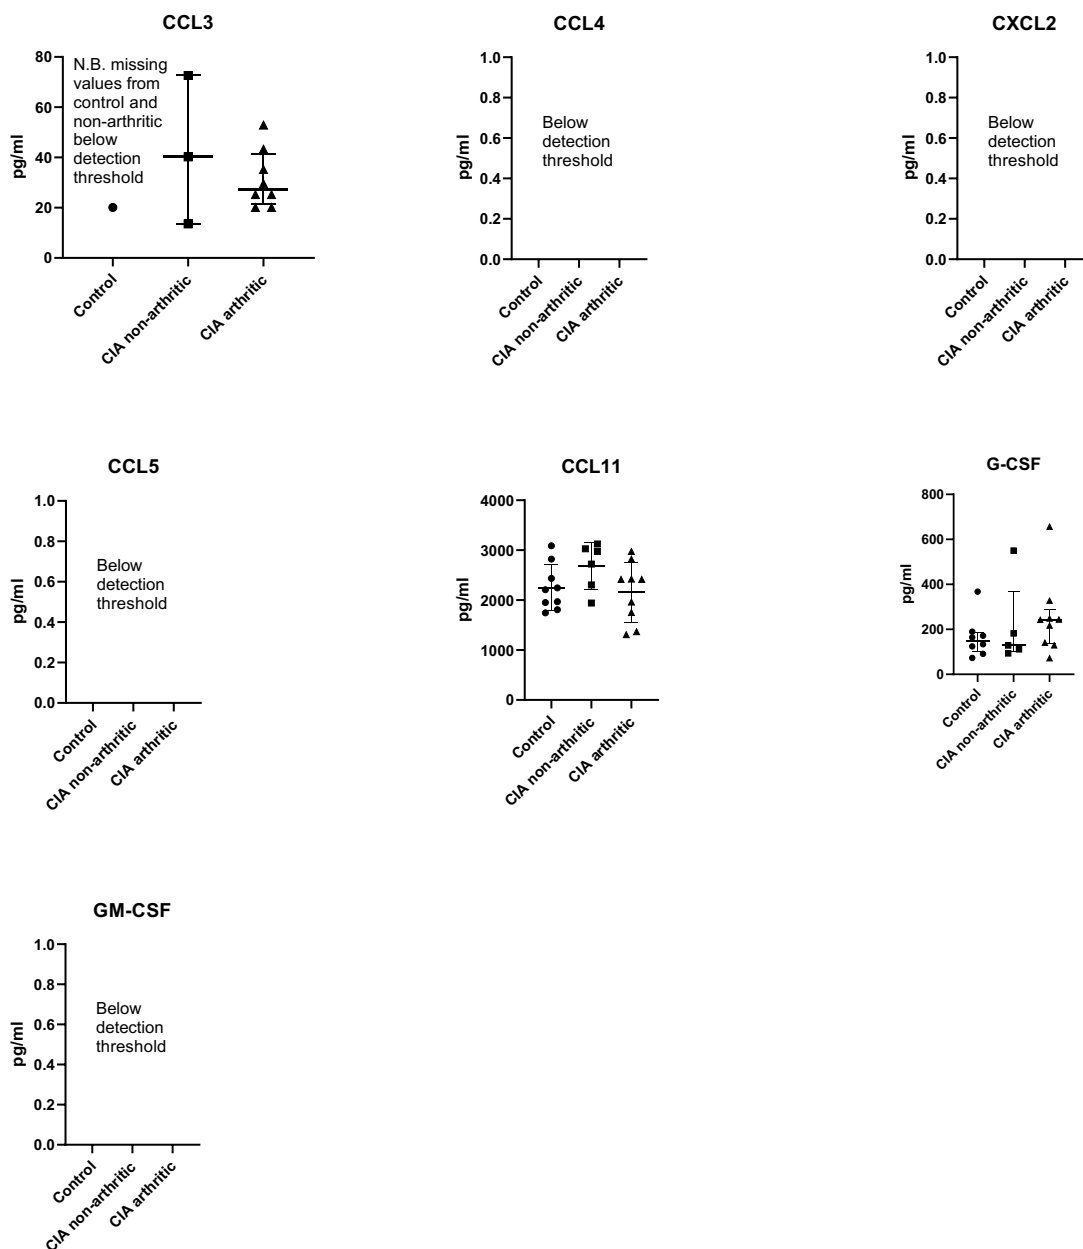 CCL3
80
60
40
20
0
pg/ml
N.B. missing
values from
control and
non-arthritic
below
detection
threshold
Control
CIA non-arthritic
CIA arthritic
CCL4
1.0
0.8
0.6
0.4
0.2
0.0
pg/ml
Below
detection
threshold
Control
CIA non-arthritic
CIA arthritic
CXCL2
1.0
0.8
0.6
0.4
0.2
0.0
pg/ml
Below
detection
threshold
Control
CIA non-arthritic
CIA arthritic
CCL5
1.0
0.8
0.6
0.4
0.2
0.0
pg/ml
Below
detection
threshold
Control
CIA non-arthritic
CIA arthritic
CCL11
4000
3000
2000
1000
0
pg/ml
Control
CIA non-arthritic
CIA arthritic
G-CSF
800
600
400
200
0
pg/ml
Control
CIA non-arthritic
CIA arthritic
GM-CSF
1.0
0.8
0.6
0.4
0.2
0.0
pg/ml
Below
detection
threshold
Control
CIA non-arthritic
CIA arthritic